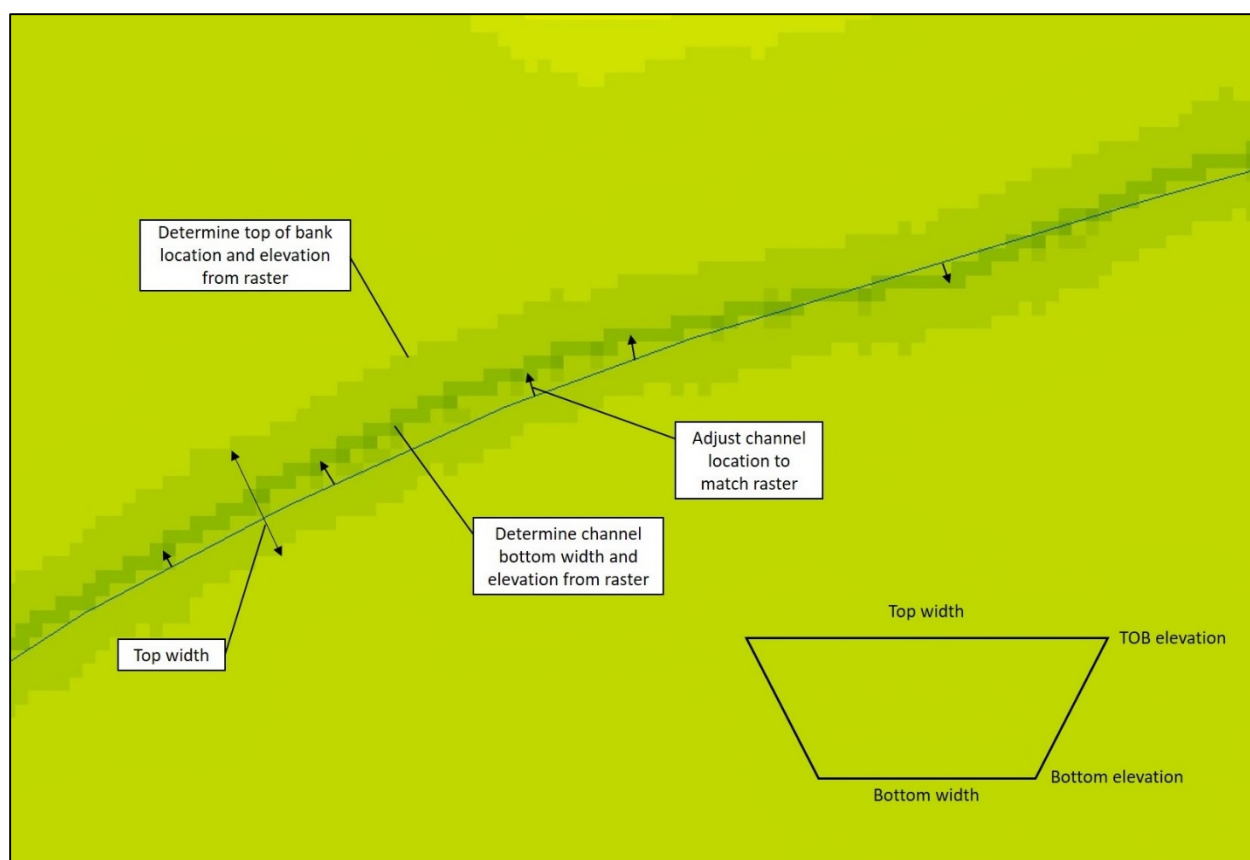 Determine top of bank
location and elevation
from raster
Adjust channel
location to
match raster
Determine channel
bottom width and
elevation from raster
Top width
Top width
TOB elevation
Bottom elevation
Bottom width